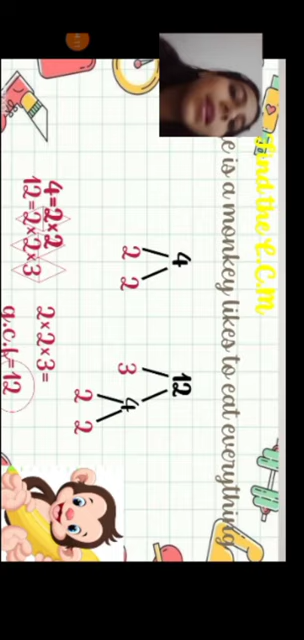 Find the L.C.M
e is a monkey likes to eat everything
4 12
2 2 3 4
2 2
4=2×2
12=2×2×3
2×2×3=
g.c.f=12